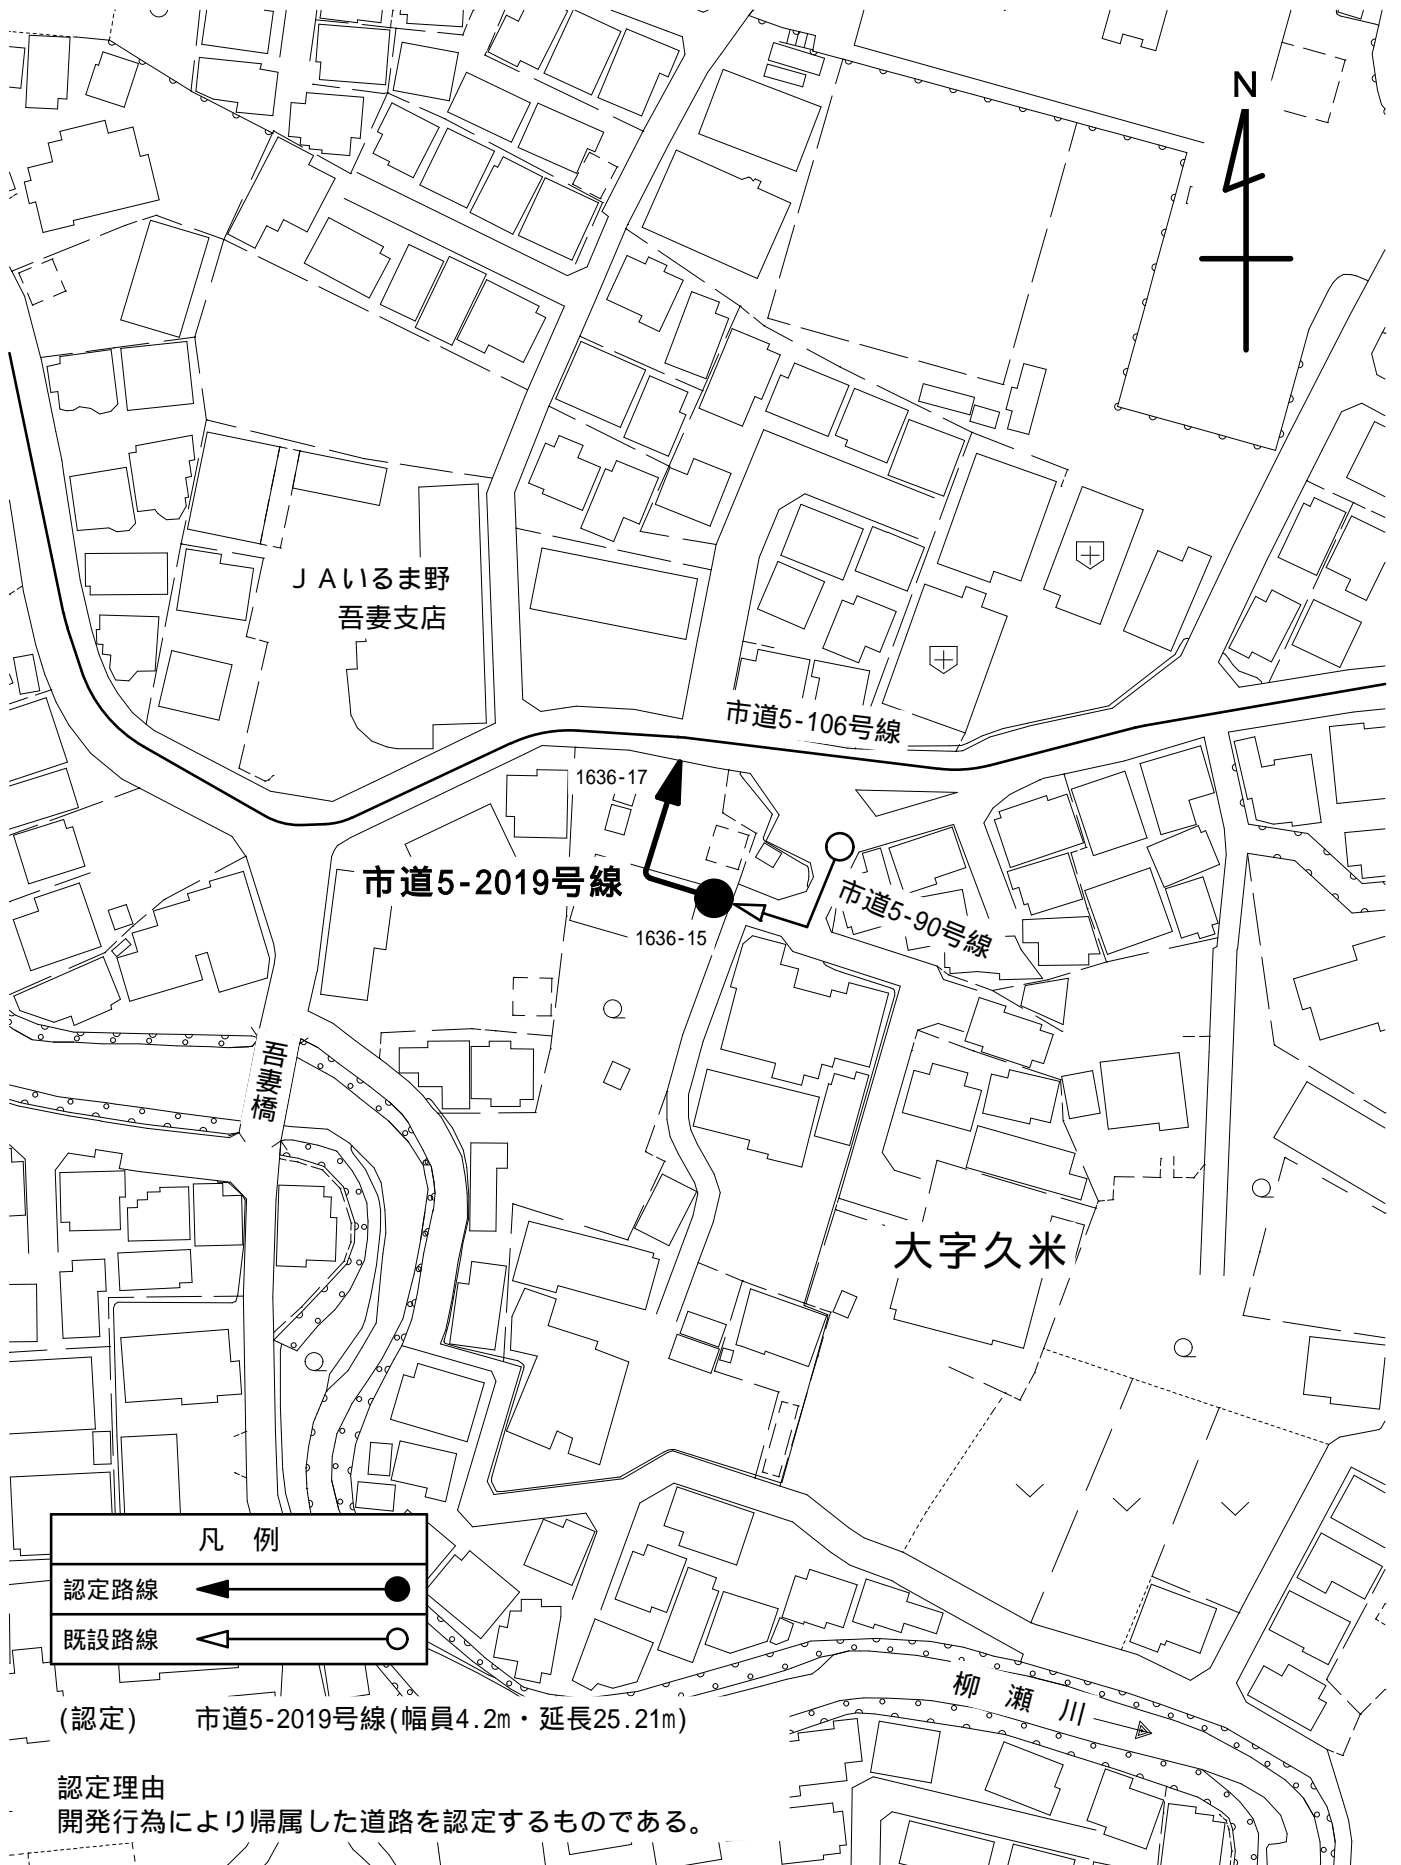 N
ＪＡいるま野
吾妻支店
市道5-106号線
1636-17
市道5-2019号線
市道5-90号線
1636-15
吾妻橋
大字久米
凡　例
認定路線
既設路線
柳　瀬　川
(認定)　　市道5-2019号線(幅員4.2ｍ・延長25.21ｍ)
認定理由
開発行為により帰属した道路を認定するものである。